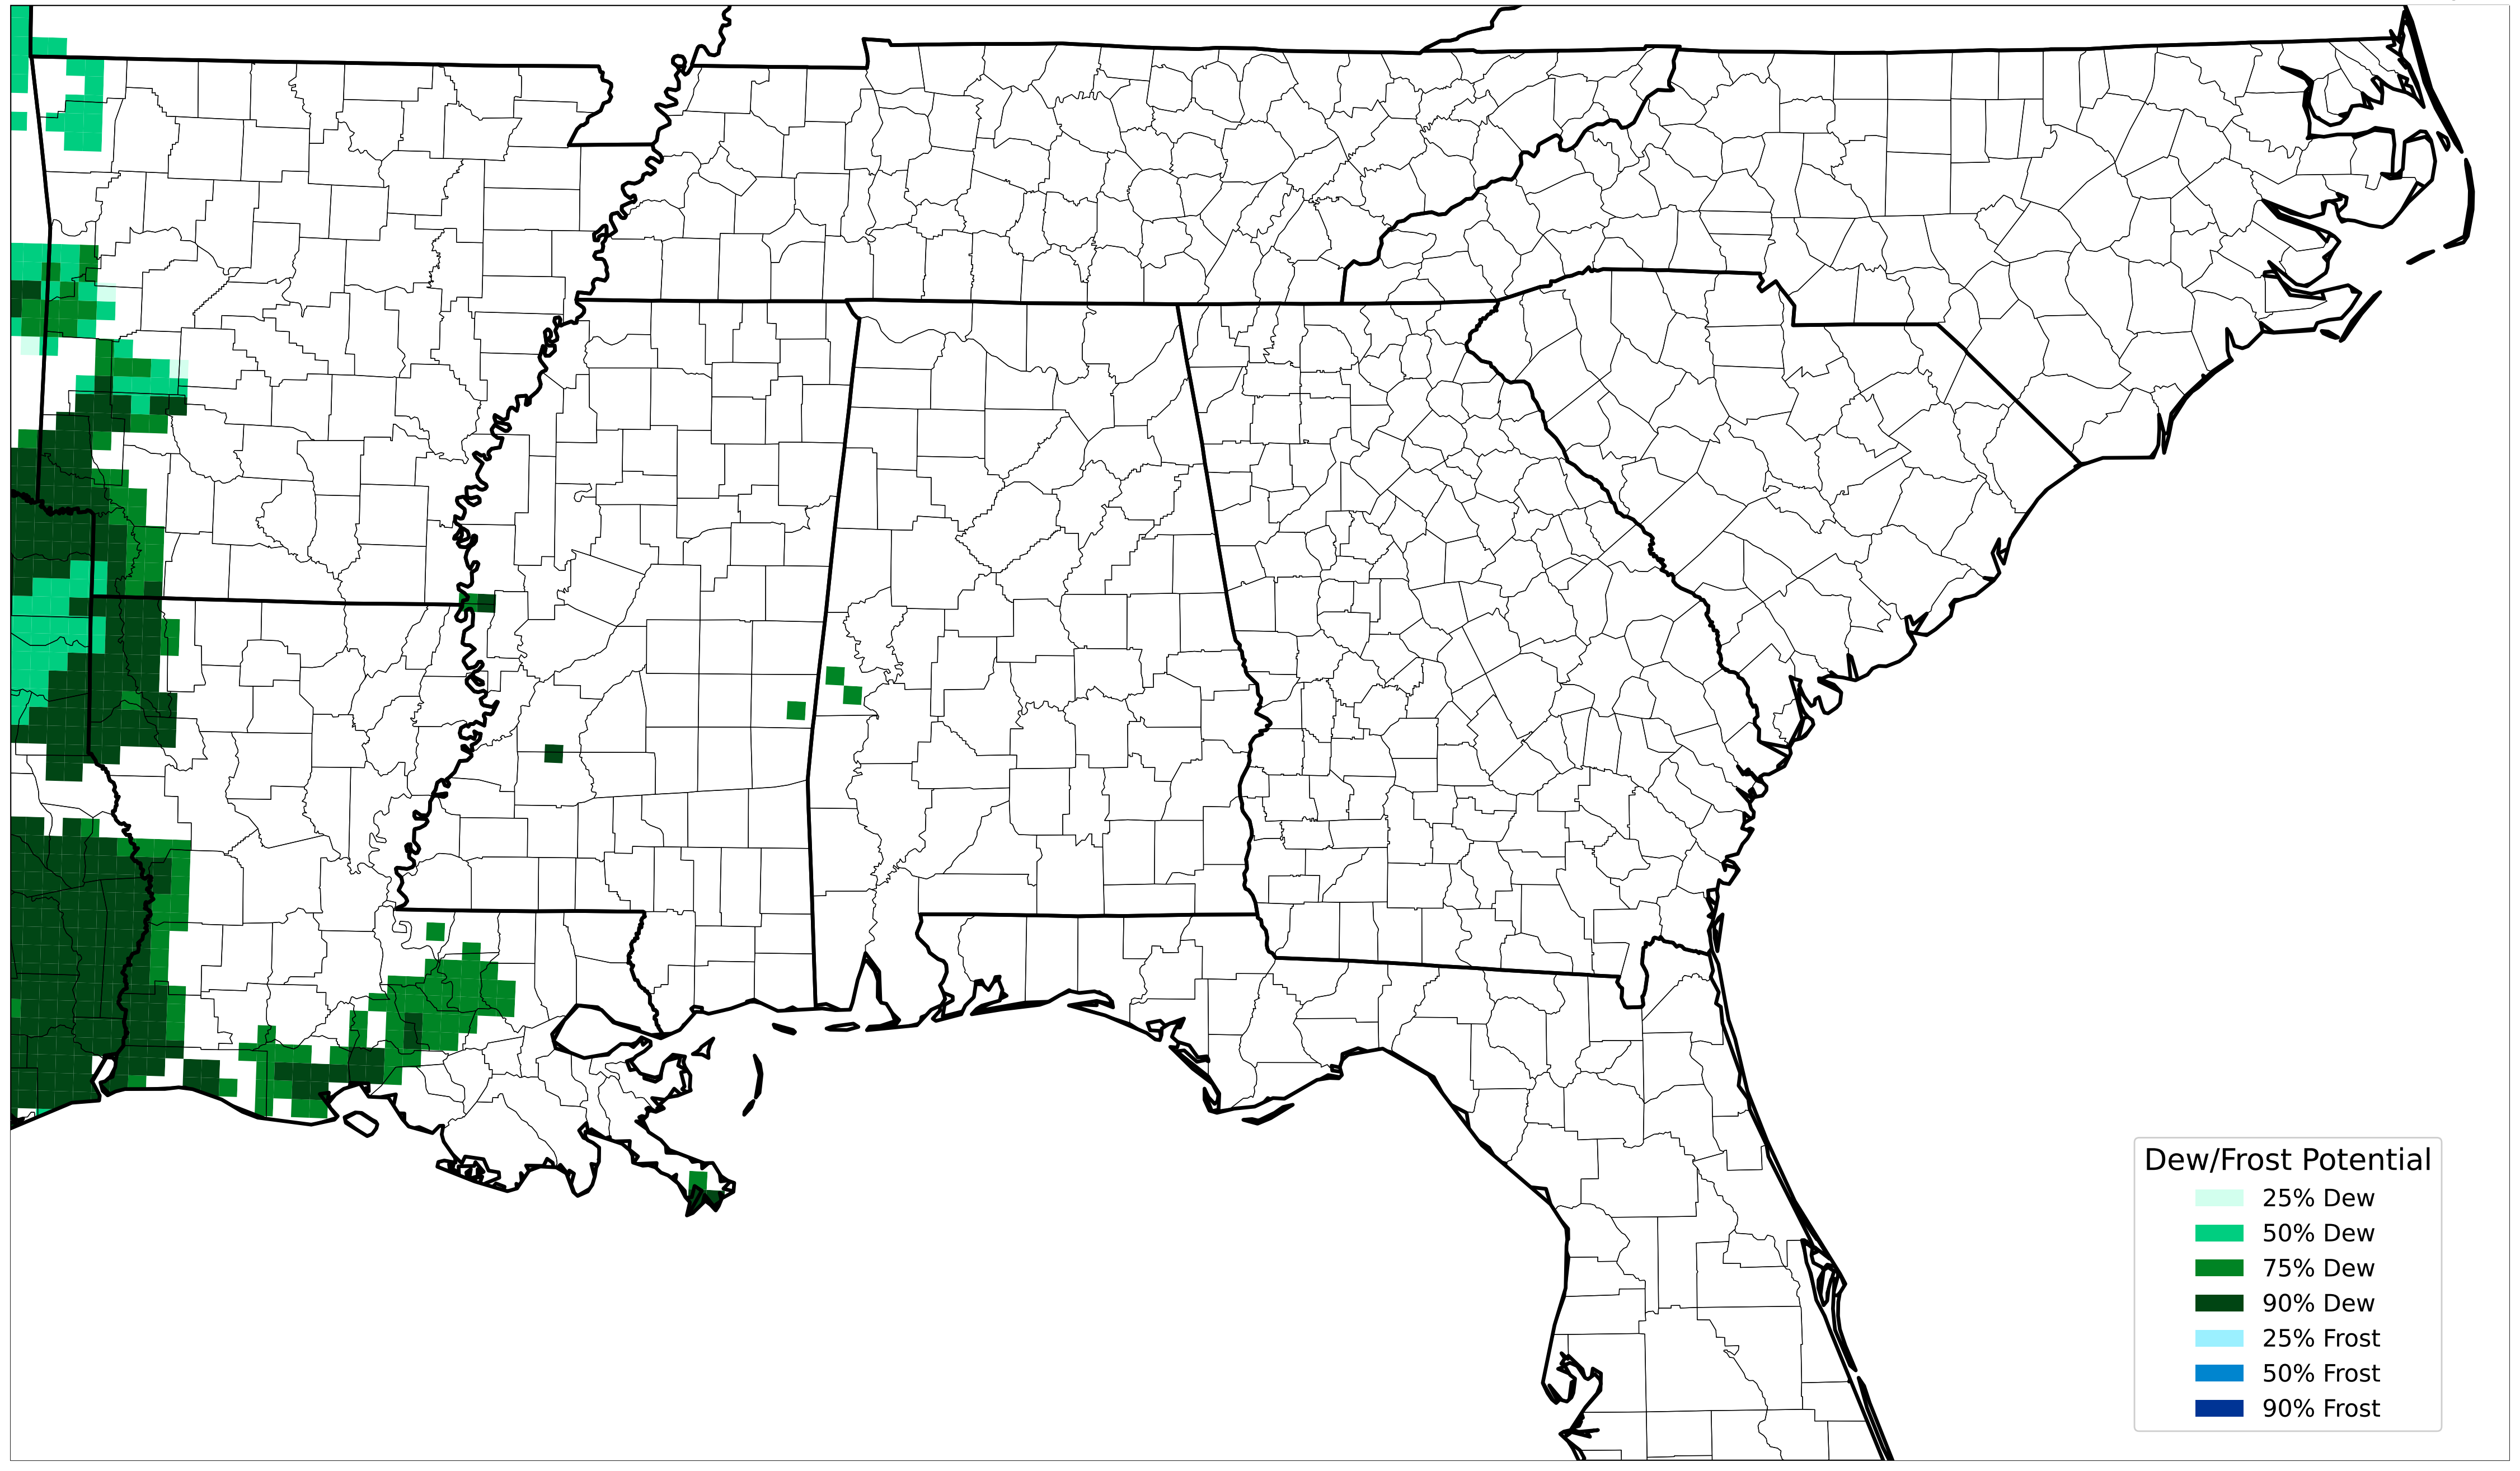 Dew/Frost Potential
25% Dew
50% Dew
75% Dew
90% Dew
25% Frost
50% Frost
90% Frost